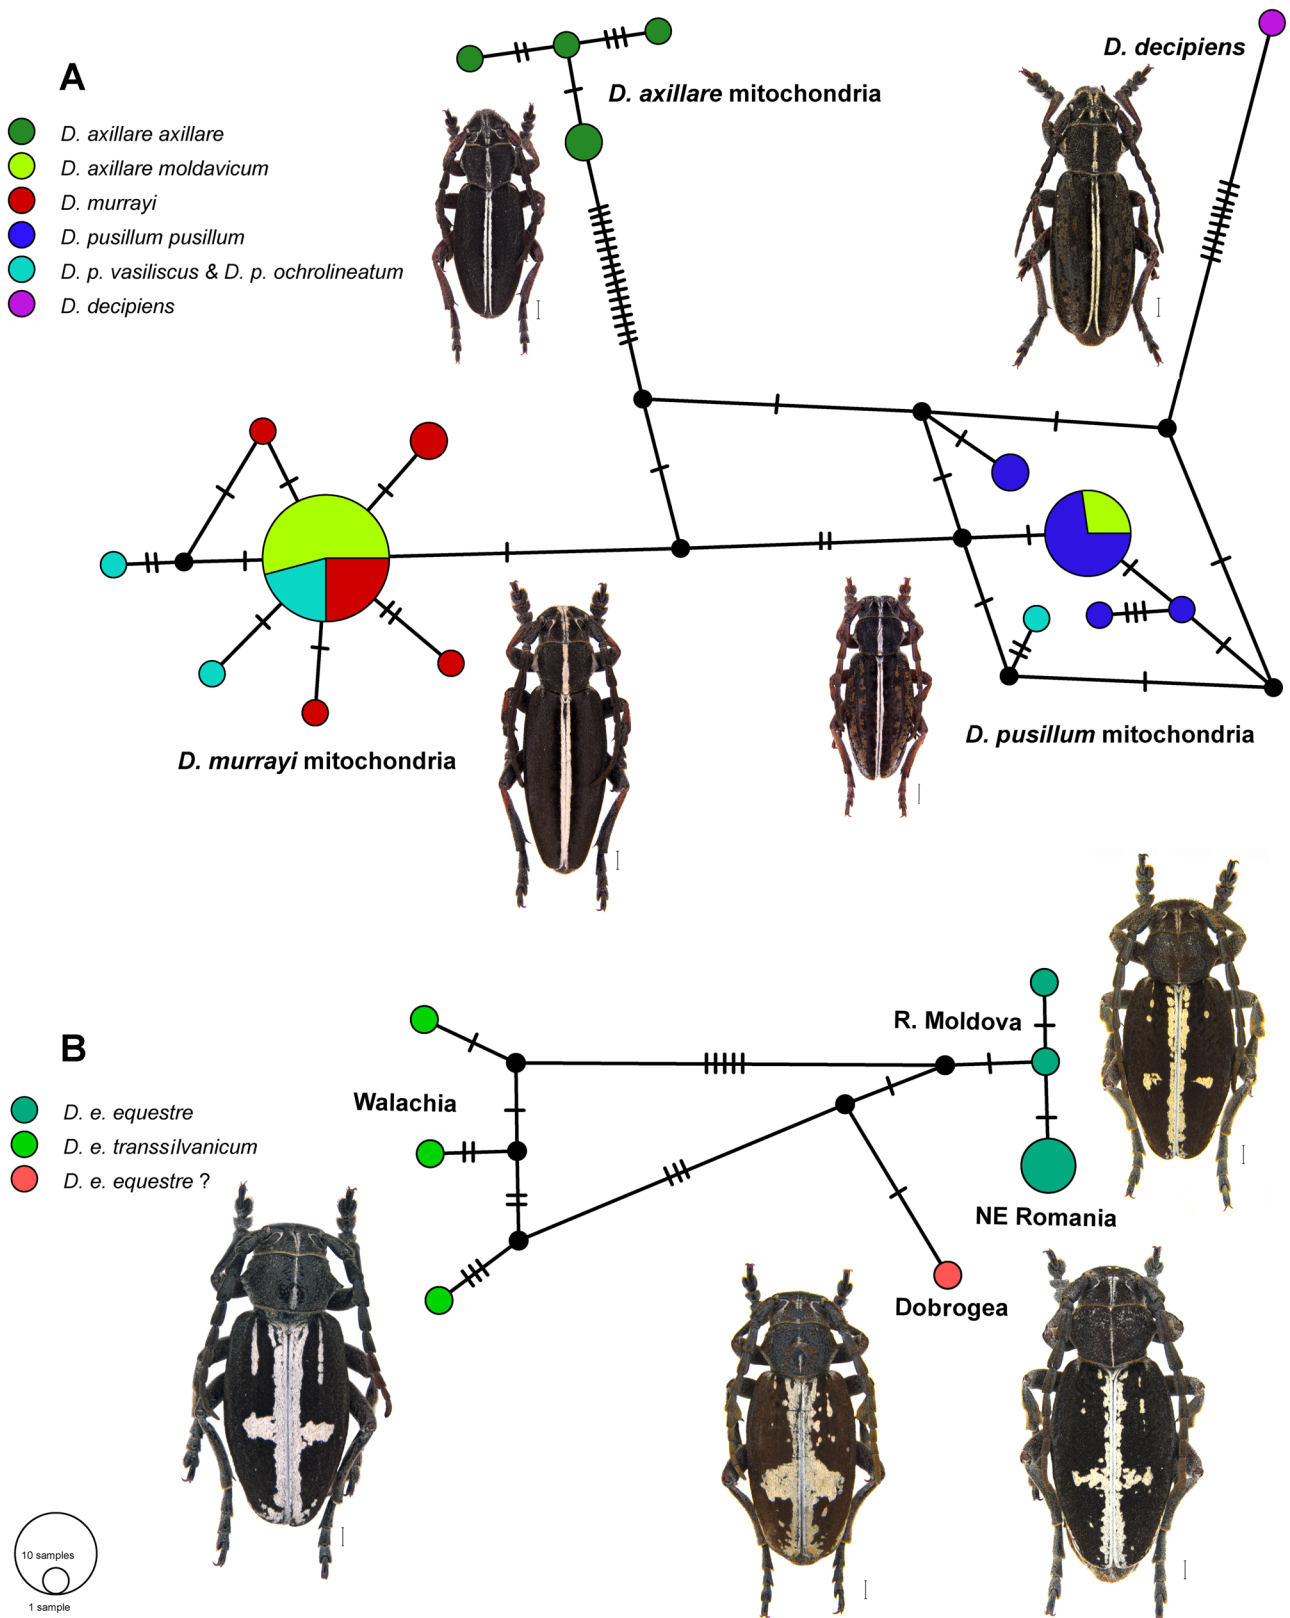 A
D. axillare axillare
D. axillare moldavicum
D. murrayi
D. pusillum pusillum
D. p. vasiliscus & D. p. ochrolineatum
D. decipiens
D. axillare mitochondria
D. decipiens
D. murrayi mitochondria
D. pusillum mitochondria
B
D. e. equestre
D. e. transsilvanicum
D. e. equestre ?
Walachia
R. Moldova
NE Romania
Dobrogea
10 samples
1 sample